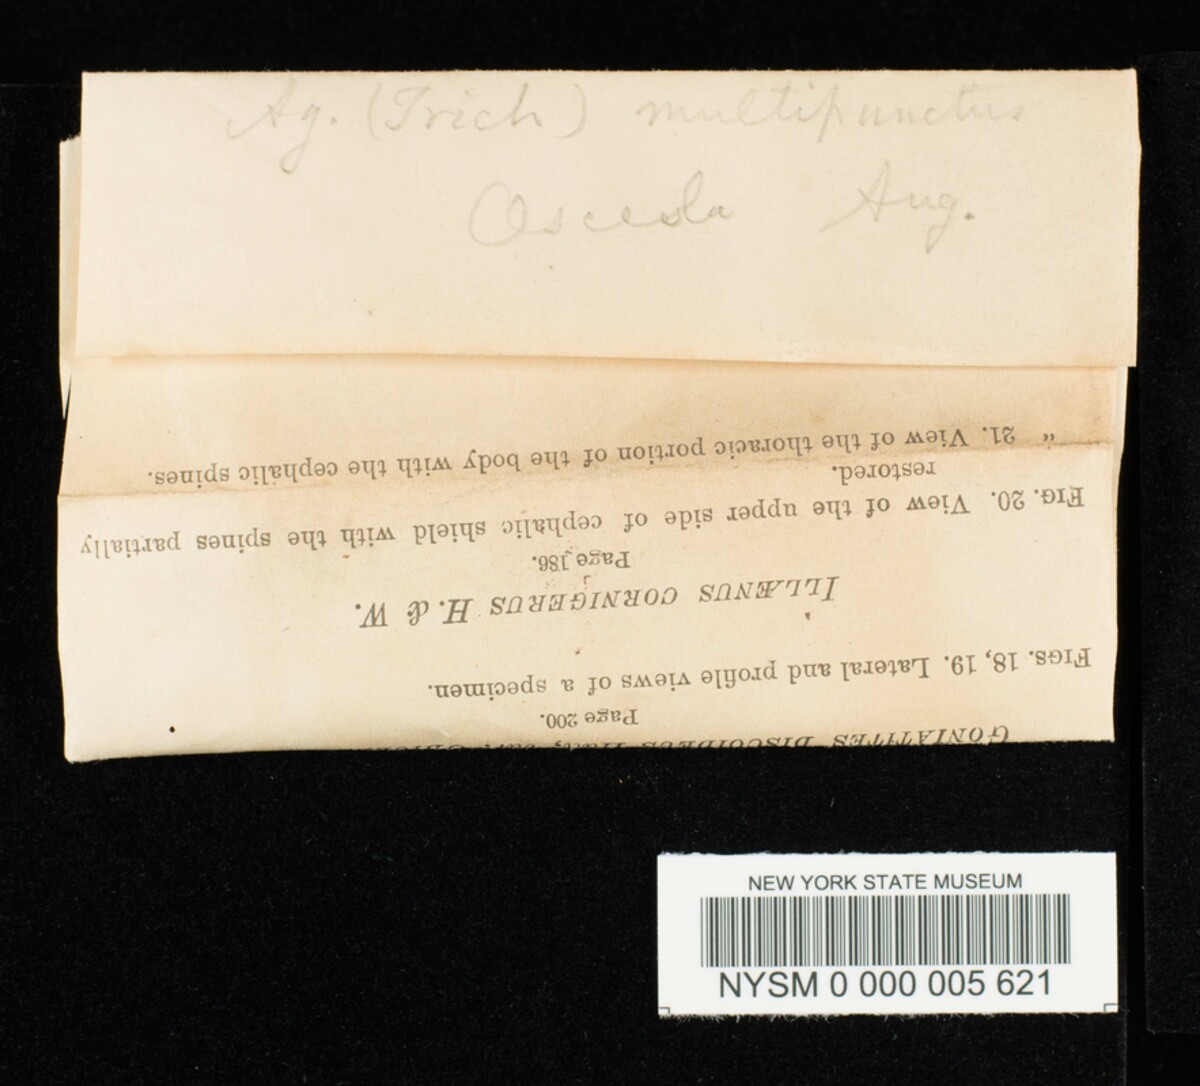 Ag. (Trich) multipunctus
Osceola Aug.
GONIATITES DISCOIDEUS
Page 200.
FIGS. 18, 19. Lateral and profile views of a specimen.
ILLÆNUS CORNIGERUS H. & W.
Page 186.
FIG. 20. View of the upper side of cephalic shield with the spines partially
restored.
" 21. View of the thoracic portion of the body with the cephalic spines.
NEW YORK STATE MUSEUM
NYSM 0 000 005 621